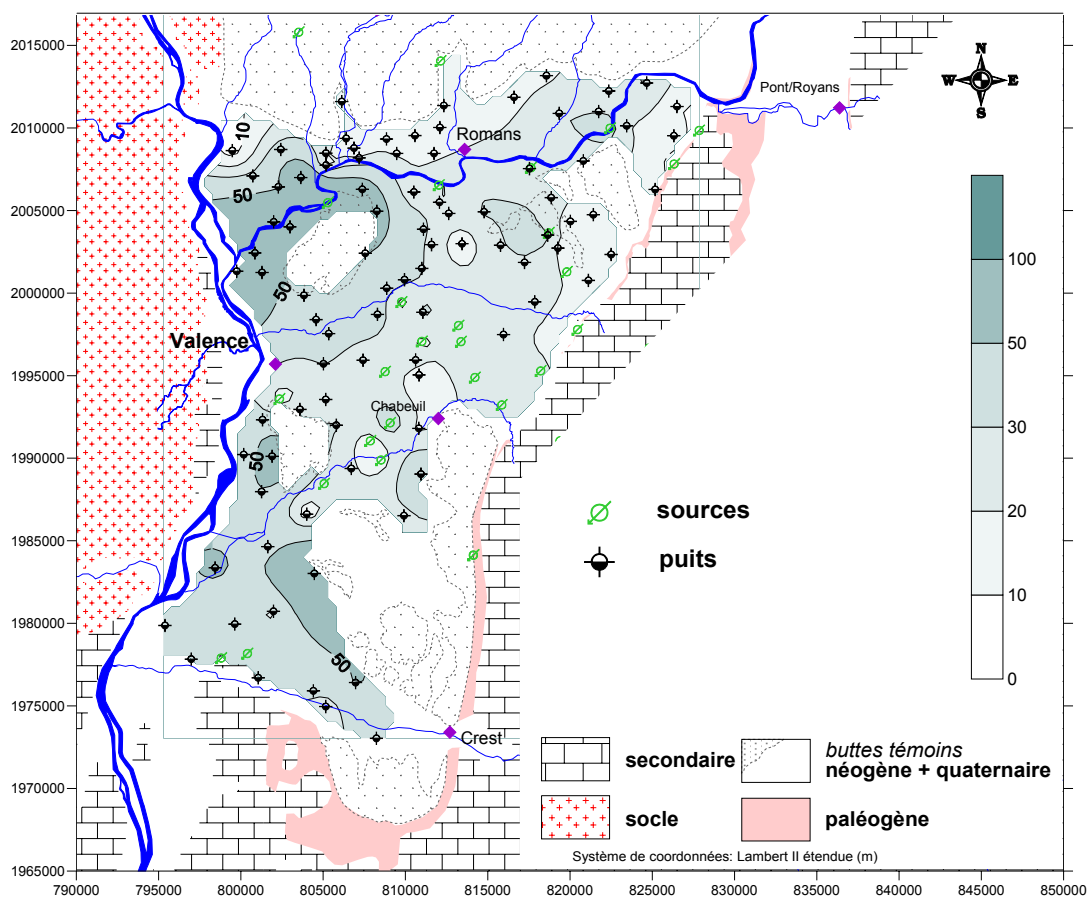 2015000
2010000
2005000
2000000
1995000
1990000
1985000
1980000
1975000
1970000
1965000
790000
795000
800000
805000
810000
815000
820000
825000
830000
835000
840000
845000
850000
N
W
E
S
Pont/Royans
Romans
10
50
50
Valence
Chabeuil
50
50
Crest
100
50
30
20
10
0
sources
puits
secondaire
buttes témoins
néogène + quaternaire
socle
paléogène
Système de coordonnées: Lambert II étendue (m)